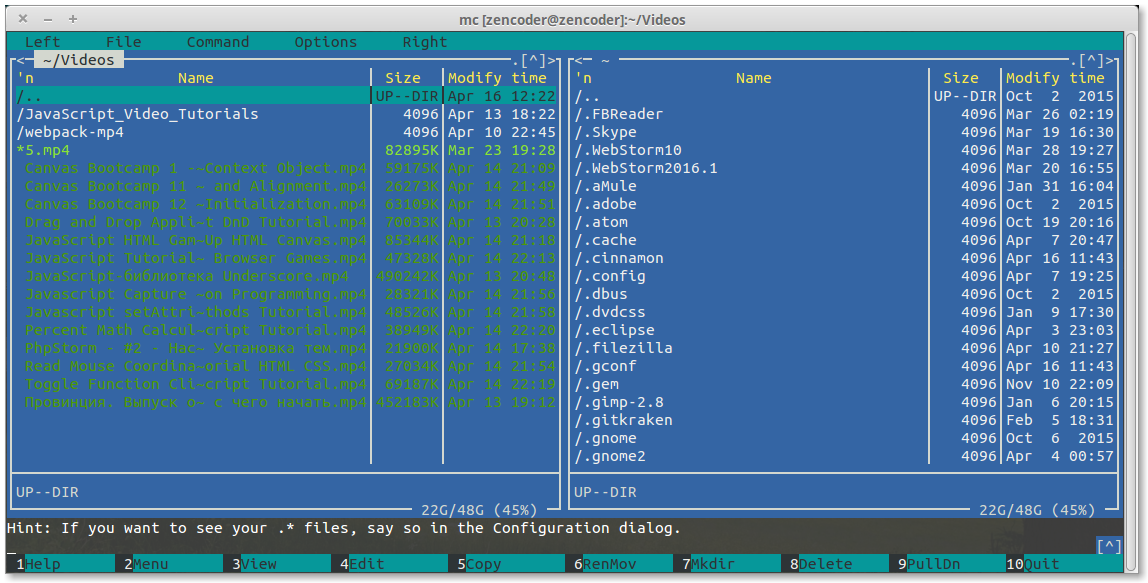 mc [zencoder@zencoder]:~/Videos
Left File Command Options Right
<─ ~/Videos ─.[^]>
'n Name Size Modify time
/.. UP--DIR Apr 16 12:22
/JavaScript_Video_Tutorials 4096 Apr 13 18:22
/webpack-mp4 4096 Apr 10 22:45
*5.mp4 82895K Mar 23 19:28
Canvas Bootcamp 1 -~Context Object.mp4 59175K Apr 14 21:09
Canvas Bootcamp 11 ~ and Alignment.mp4 26273K Apr 14 21:49
Canvas Bootcamp 12 ~Initialization.mp4 63109K Apr 14 21:51
Drag and Drop Appli~t DnD Tutorial.mp4 70033K Apr 13 20:28
JavaScript HTML Gam~Up HTML Canvas.mp4 85344K Apr 14 21:18
JavaScript Tutorial~ Browser Games.mp4 47328K Apr 14 22:13
JavaScript-библиотека Underscore.mp4 490242K Apr 13 20:48
Javascript Capture ~on Programming.mp4 28321K Apr 14 21:56
Javascript setAttri~thods Tutorial.mp4 48526K Apr 14 21:58
Percent Math Calcul~cript Tutorial.mp4 38949K Apr 14 22:20
PhpStorm - #2 - Нас~ Установка тем.mp4 21900K Apr 14 17:38
Read Mouse Coordina~orial HTML CSS.mp4 27034K Apr 14 21:54
Toggle Function Cli~cript Tutorial.mp4 69187K Apr 14 22:19
Провинция. Выпуск о~ с чего начать.mp4 452183K Apr 13 19:12
UP--DIR
22G/48G (45%)
<─ ~ ─.[^]>
'n Name Size Modify time
/.. UP--DIR Oct 2 2015
/.FBReader 4096 Mar 26 02:19
/.Skype 4096 Mar 19 16:30
/.WebStorm10 4096 Mar 28 19:27
/.WebStorm2016.1 4096 Mar 20 16:55
/.aMule 4096 Jan 31 16:04
/.adobe 4096 Oct 2 2015
/.atom 4096 Oct 19 20:16
/.cache 4096 Apr 7 20:47
/.cinnamon 4096 Apr 16 11:43
/.config 4096 Apr 7 19:25
/.dbus 4096 Oct 2 2015
/.dvdcss 4096 Jan 9 17:30
/.eclipse 4096 Apr 3 23:03
/.filezilla 4096 Apr 10 21:27
/.gconf 4096 Apr 16 11:43
/.gem 4096 Nov 10 22:09
/.gimp-2.8 4096 Jan 6 20:15
/.gitkraken 4096 Feb 5 18:31
/.gnome 4096 Oct 6 2015
/.gnome2 4096 Apr 4 00:57
UP--DIR
22G/48G (45%)
Hint: If you want to see your .* files, say so in the Configuration dialog.
[^]
1Help 2Menu 3View 4Edit 5Copy 6RenMov 7Mkdir 8Delete 9PullDn 10Quit